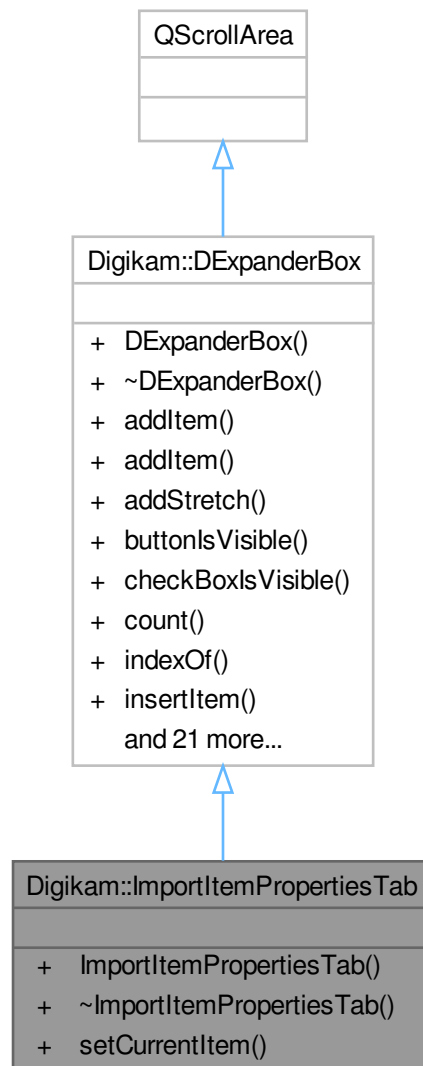 QScrollArea
Digikam::DExpanderBox
+ DExpanderBox()
+ ~DExpanderBox()
+ addItem()
+ addItem()
+ addStretch()
+ buttonIsVisible()
+ checkBoxIsVisible()
+ count()
+ indexOf()
+ insertItem()
and 21 more...
Digikam::ImportItemPropertiesTab
+ ImportItemPropertiesTab()
+ ~ImportItemPropertiesTab()
+ setCurrentItem()